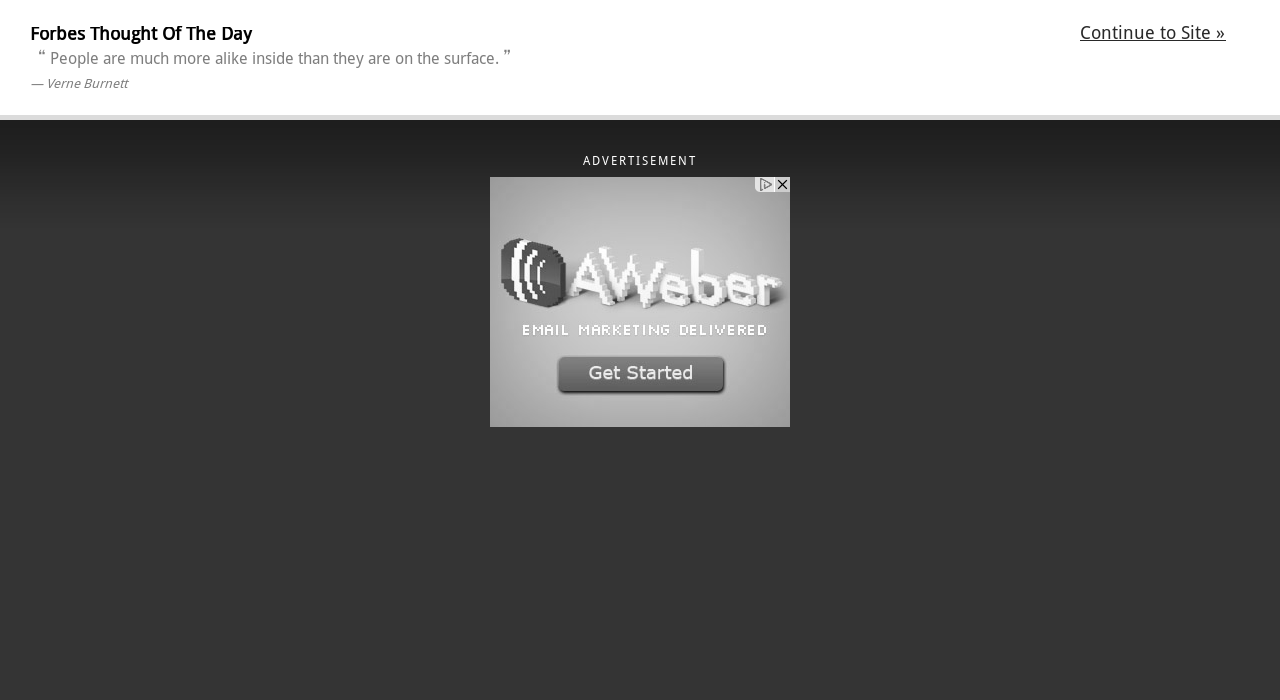 Forbes Thought Of The Day
Continue to Site »
“ People are much more alike inside than they are on the surface. ”
— Verne Burnett
ADVERTISEMENT
AWeber
EMAIL MARKETING DELIVERED
Get Started